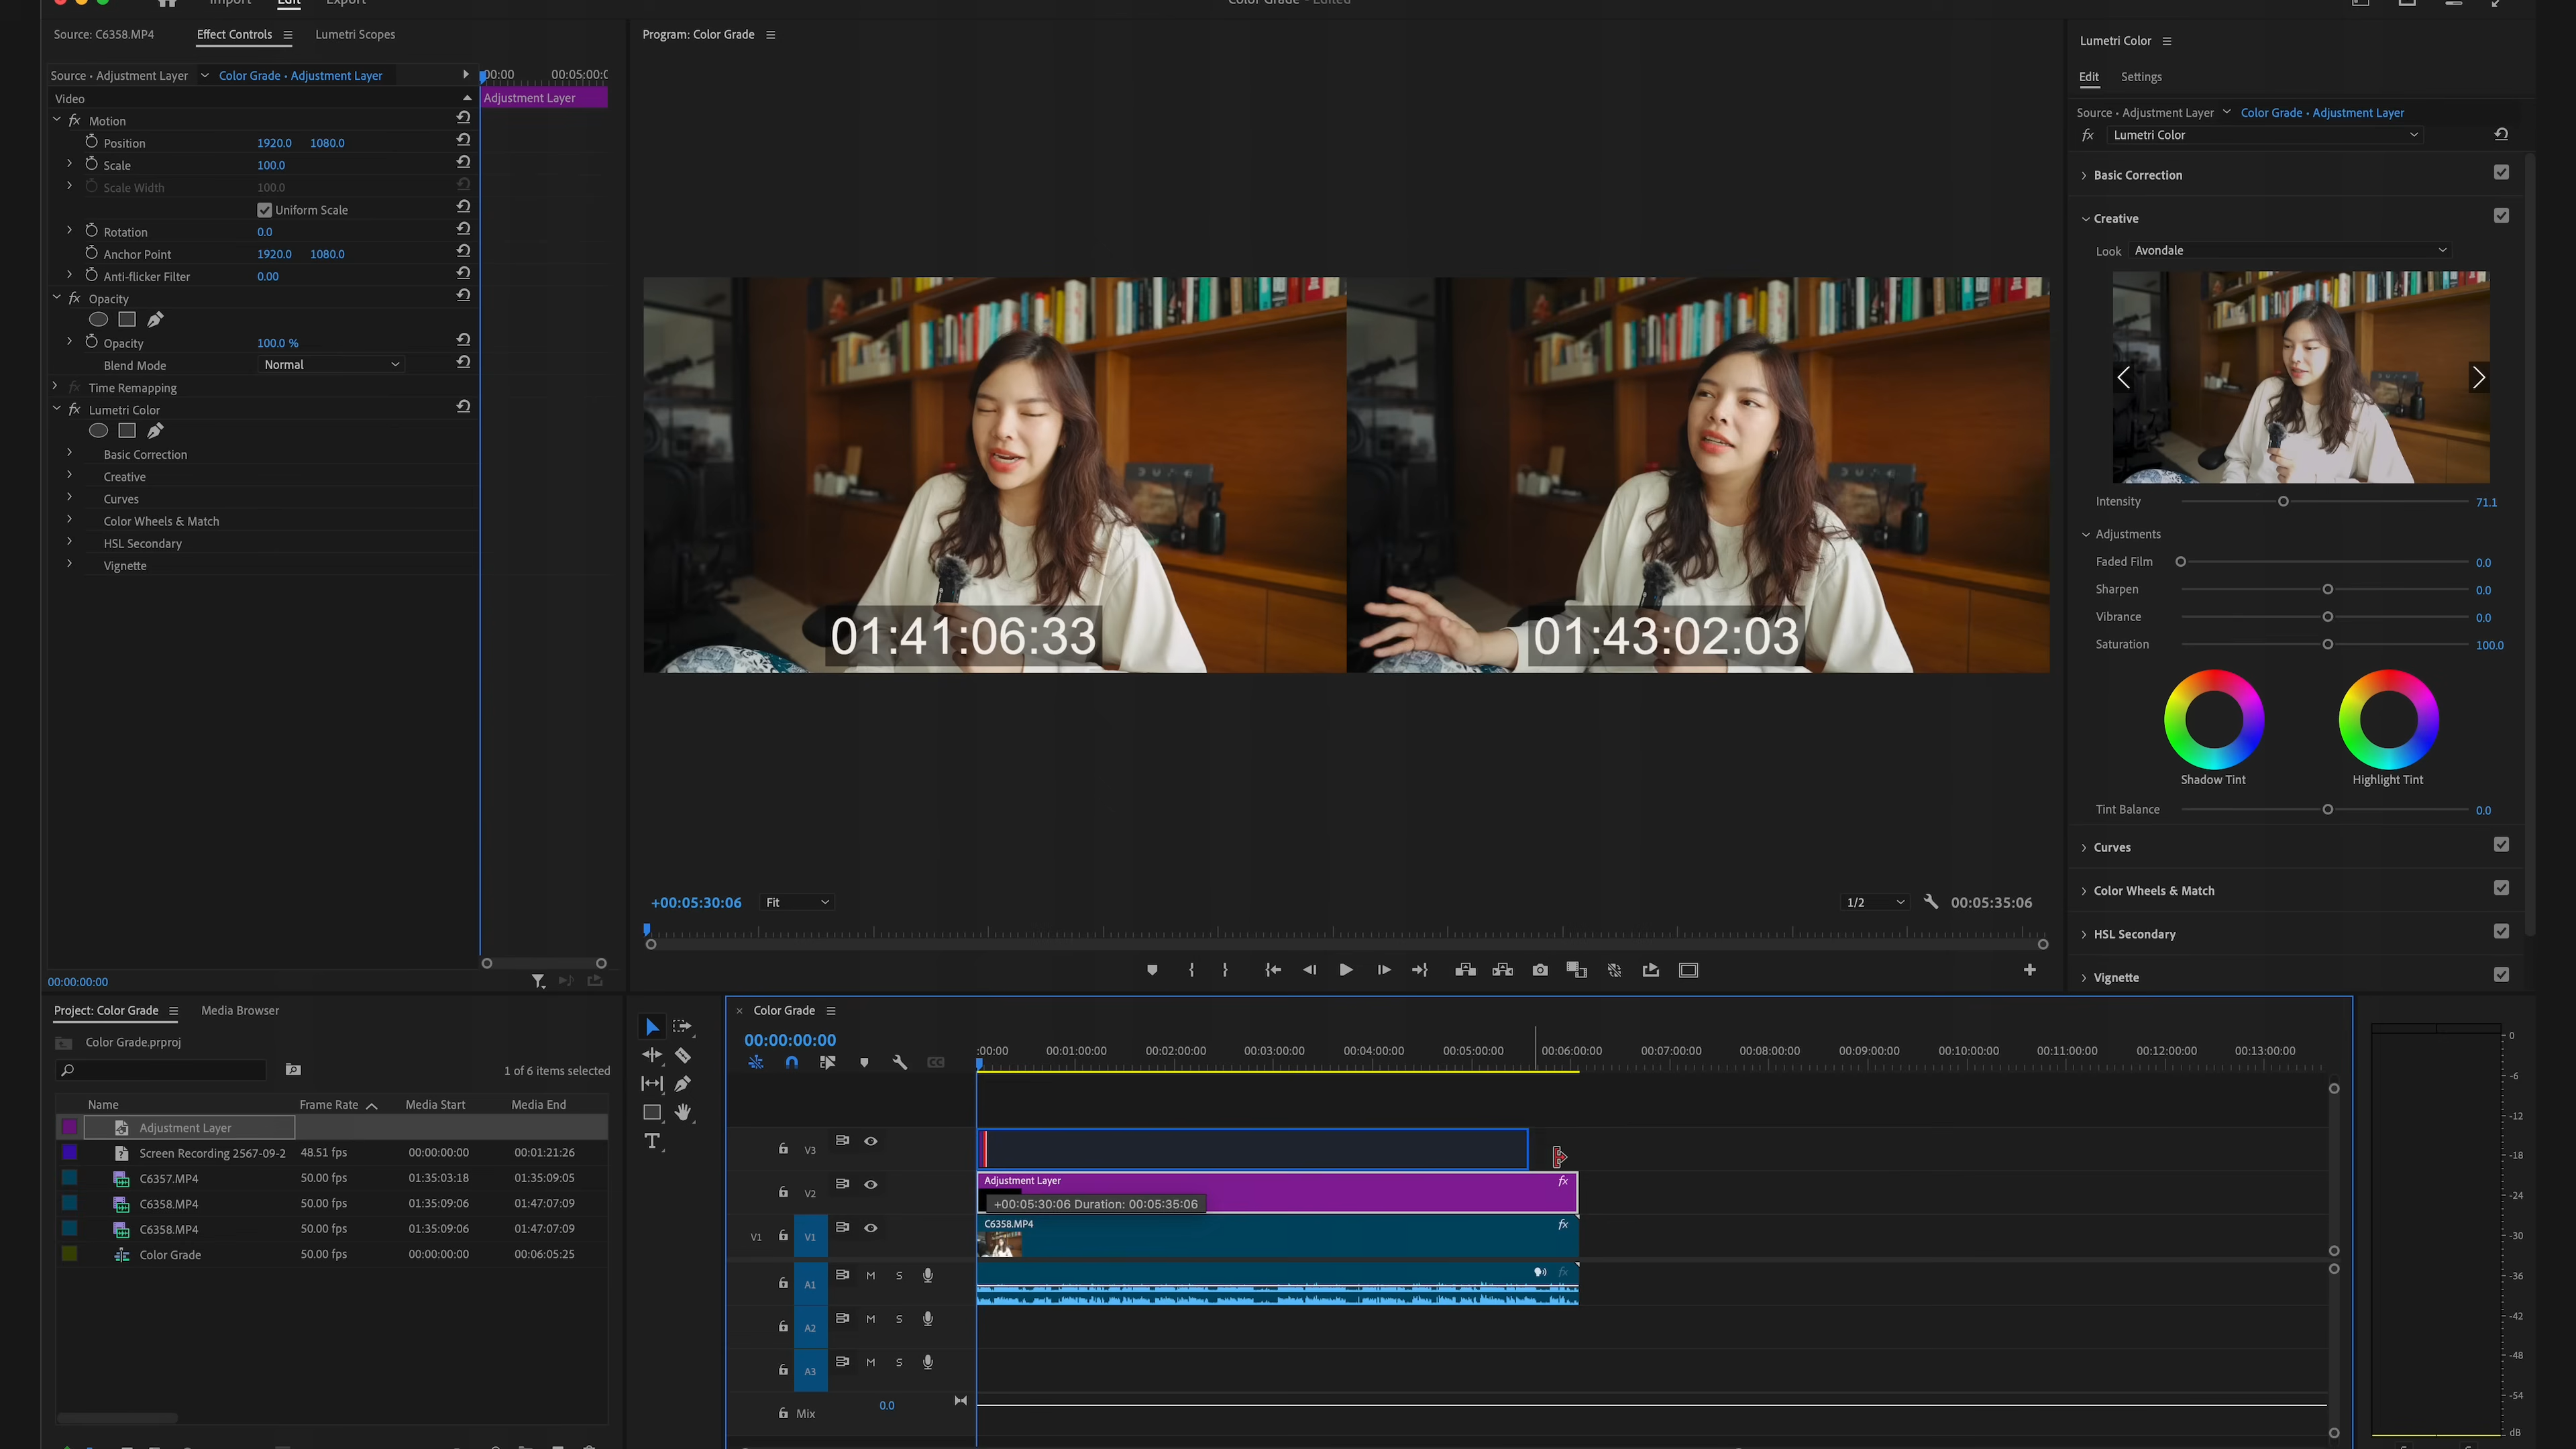 Import Edit Export
Color Grade - Edited
Source: C6358.MP4 Effect Controls Lumetri Scopes
Source • Adjustment Layer Color Grade • Adjustment Layer
:00:00 00:05:00:0
Video
Adjustment Layer
fx Motion
Position 1920.0 1080.0
Scale 100.0
Scale Width 100.0
Uniform Scale
Rotation 0.0
Anchor Point 1920.0 1080.0
Anti-flicker Filter 0.00
fx Opacity
Opacity 100.0 %
Blend Mode Normal
fx Time Remapping
fx Lumetri Color
Basic Correction
Creative
Curves
Color Wheels & Match
HSL Secondary
Vignette
00:00:00:00
Program: Color Grade
01:41:06:33
01:43:02:03
+00:05:30:06 Fit
1/2 00:05:35:06
Lumetri Color
Edit Settings
Source • Adjustment Layer Color Grade • Adjustment Layer
fx Lumetri Color
Basic Correction
Creative
Look Avondale
Intensity 71.1
Adjustments
Faded Film 0.0
Sharpen 0.0
Vibrance 0.0
Saturation 100.0
Shadow Tint Highlight Tint
Tint Balance 0.0
Curves
Color Wheels & Match
HSL Secondary
Vignette
Project: Color Grade Media Browser
Color Grade.prproj
1 of 6 items selected
Name Frame Rate Media Start Media End
Adjustment Layer
Screen Recording 2567-09-2 48.51 fps 00:00:00:00 00:01:21:26
C6357.MP4 50.00 fps 01:35:03:18 01:35:09:05
C6358.MP4 50.00 fps 01:35:09:06 01:47:07:09
C6358.MP4 50.00 fps 01:35:09:06 01:47:07:09
Color Grade 50.00 fps 00:00:00:00 00:06:05:25
× Color Grade
00:00:00:00
:00:00 00:01:00:00 00:02:00:00 00:03:00:00 00:04:00:00 00:05:00:00 00:06:00:00 00:07:00:00 00:08:00:00 00:09:00:00 00:10:00:00 00:11:00:00 00:12:00:00 00:13:00:00
V3
V2
Adjustment Layer fx
+00:05:30:06 Duration: 00:05:35:06
V1 V1
C6358.MP4 fx
A1 M S
fx
A2 M S
A3 M S
Mix 0.0
0
-6
-12
-18
-24
-30
-36
-42
-48
-54
dB